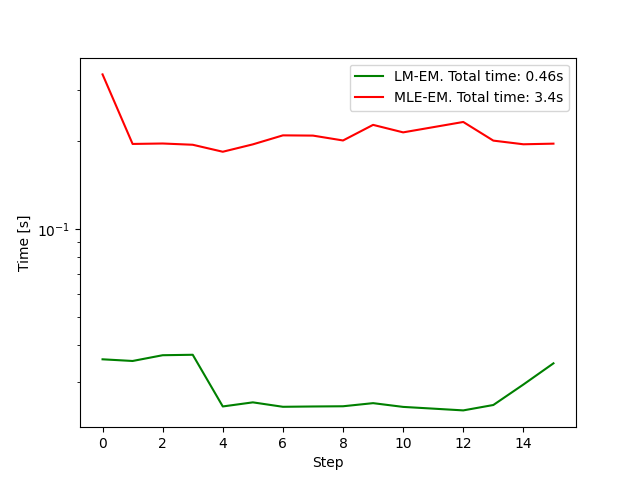 LM-EM. Total time: 0.46s
MLE-EM. Total time: 3.4s
Time [s]
10⁻¹
0 2 4 6 8 10 12 14
Step